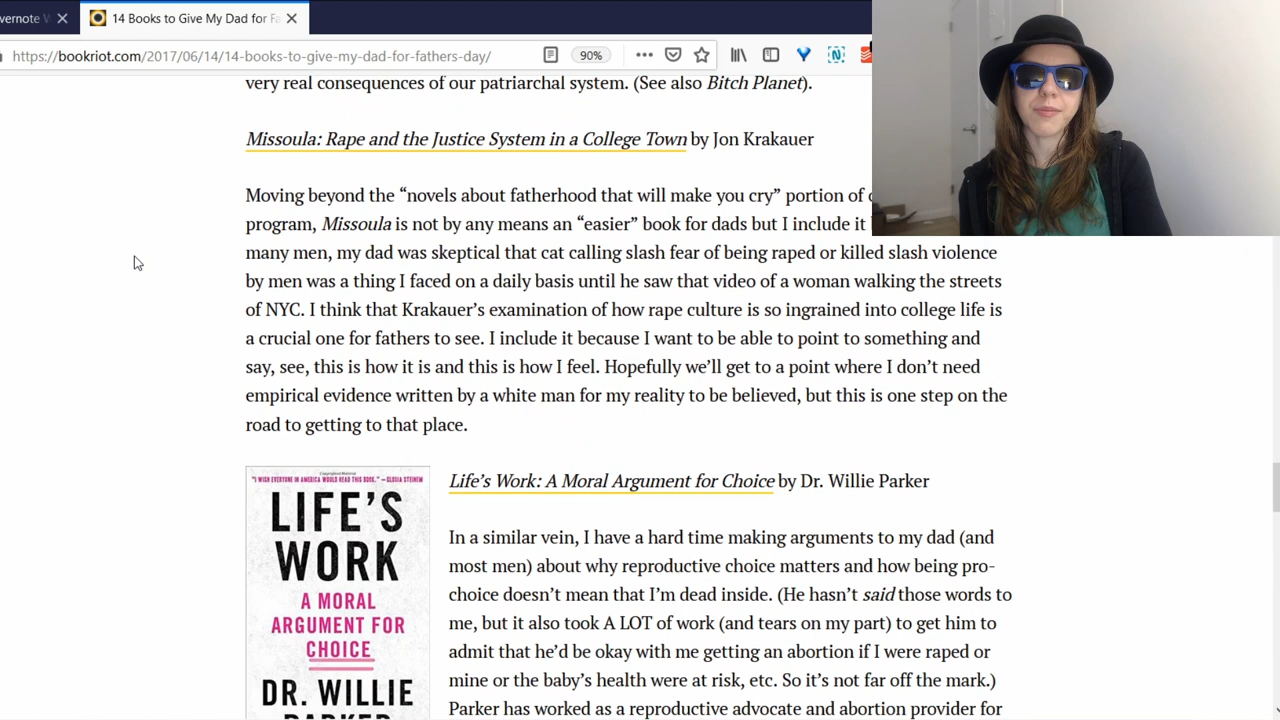 vernote W
14 Books to Give My Dad for Fa
https://bookriot.com/2017/06/14/14-books-to-give-my-dad-for-fathers-day/
90%
very real consequences of our patriarchal system. (See also Bitch Planet).
Missoula: Rape and the Justice System in a College Town by Jon Krakauer
Moving beyond the “novels about fatherhood that will make you cry” portion of
program, Missoula is not by any means an “easier” book for dads but I include it
many men, my dad was skeptical that cat calling slash fear of being raped or killed slash violence
by men was a thing I faced on a daily basis until he saw that video of a woman walking the streets
of NYC. I think that Krakauer’s examination of how rape culture is so ingrained into college life is
a crucial one for fathers to see. I include it because I want to be able to point to something and
say, see, this is how it is and this is how I feel. Hopefully we’ll get to a point where I don’t need
empirical evidence written by a white man for my reality to be believed, but this is one step on the
road to getting to that place.
"I WISH EVERYONE IN AMERICA WOULD READ THIS BOOK." —GLORIA STEINEM
LIFE’S
WORK
A MORAL
ARGUMENT FOR
CHOICE
DR. WILLIE
PARKER
Life’s Work: A Moral Argument for Choice by Dr. Willie Parker
In a similar vein, I have a hard time making arguments to my dad (and
most men) about why reproductive choice matters and how being pro-
choice doesn’t mean that I’m dead inside. (He hasn’t said those words to
me, but it also took A LOT of work (and tears on my part) to get him to
admit that he’d be okay with me getting an abortion if I were raped or
mine or the baby’s health were at risk, etc. So it’s not far off the mark.)
Parker has worked as a reproductive advocate and abortion provider for